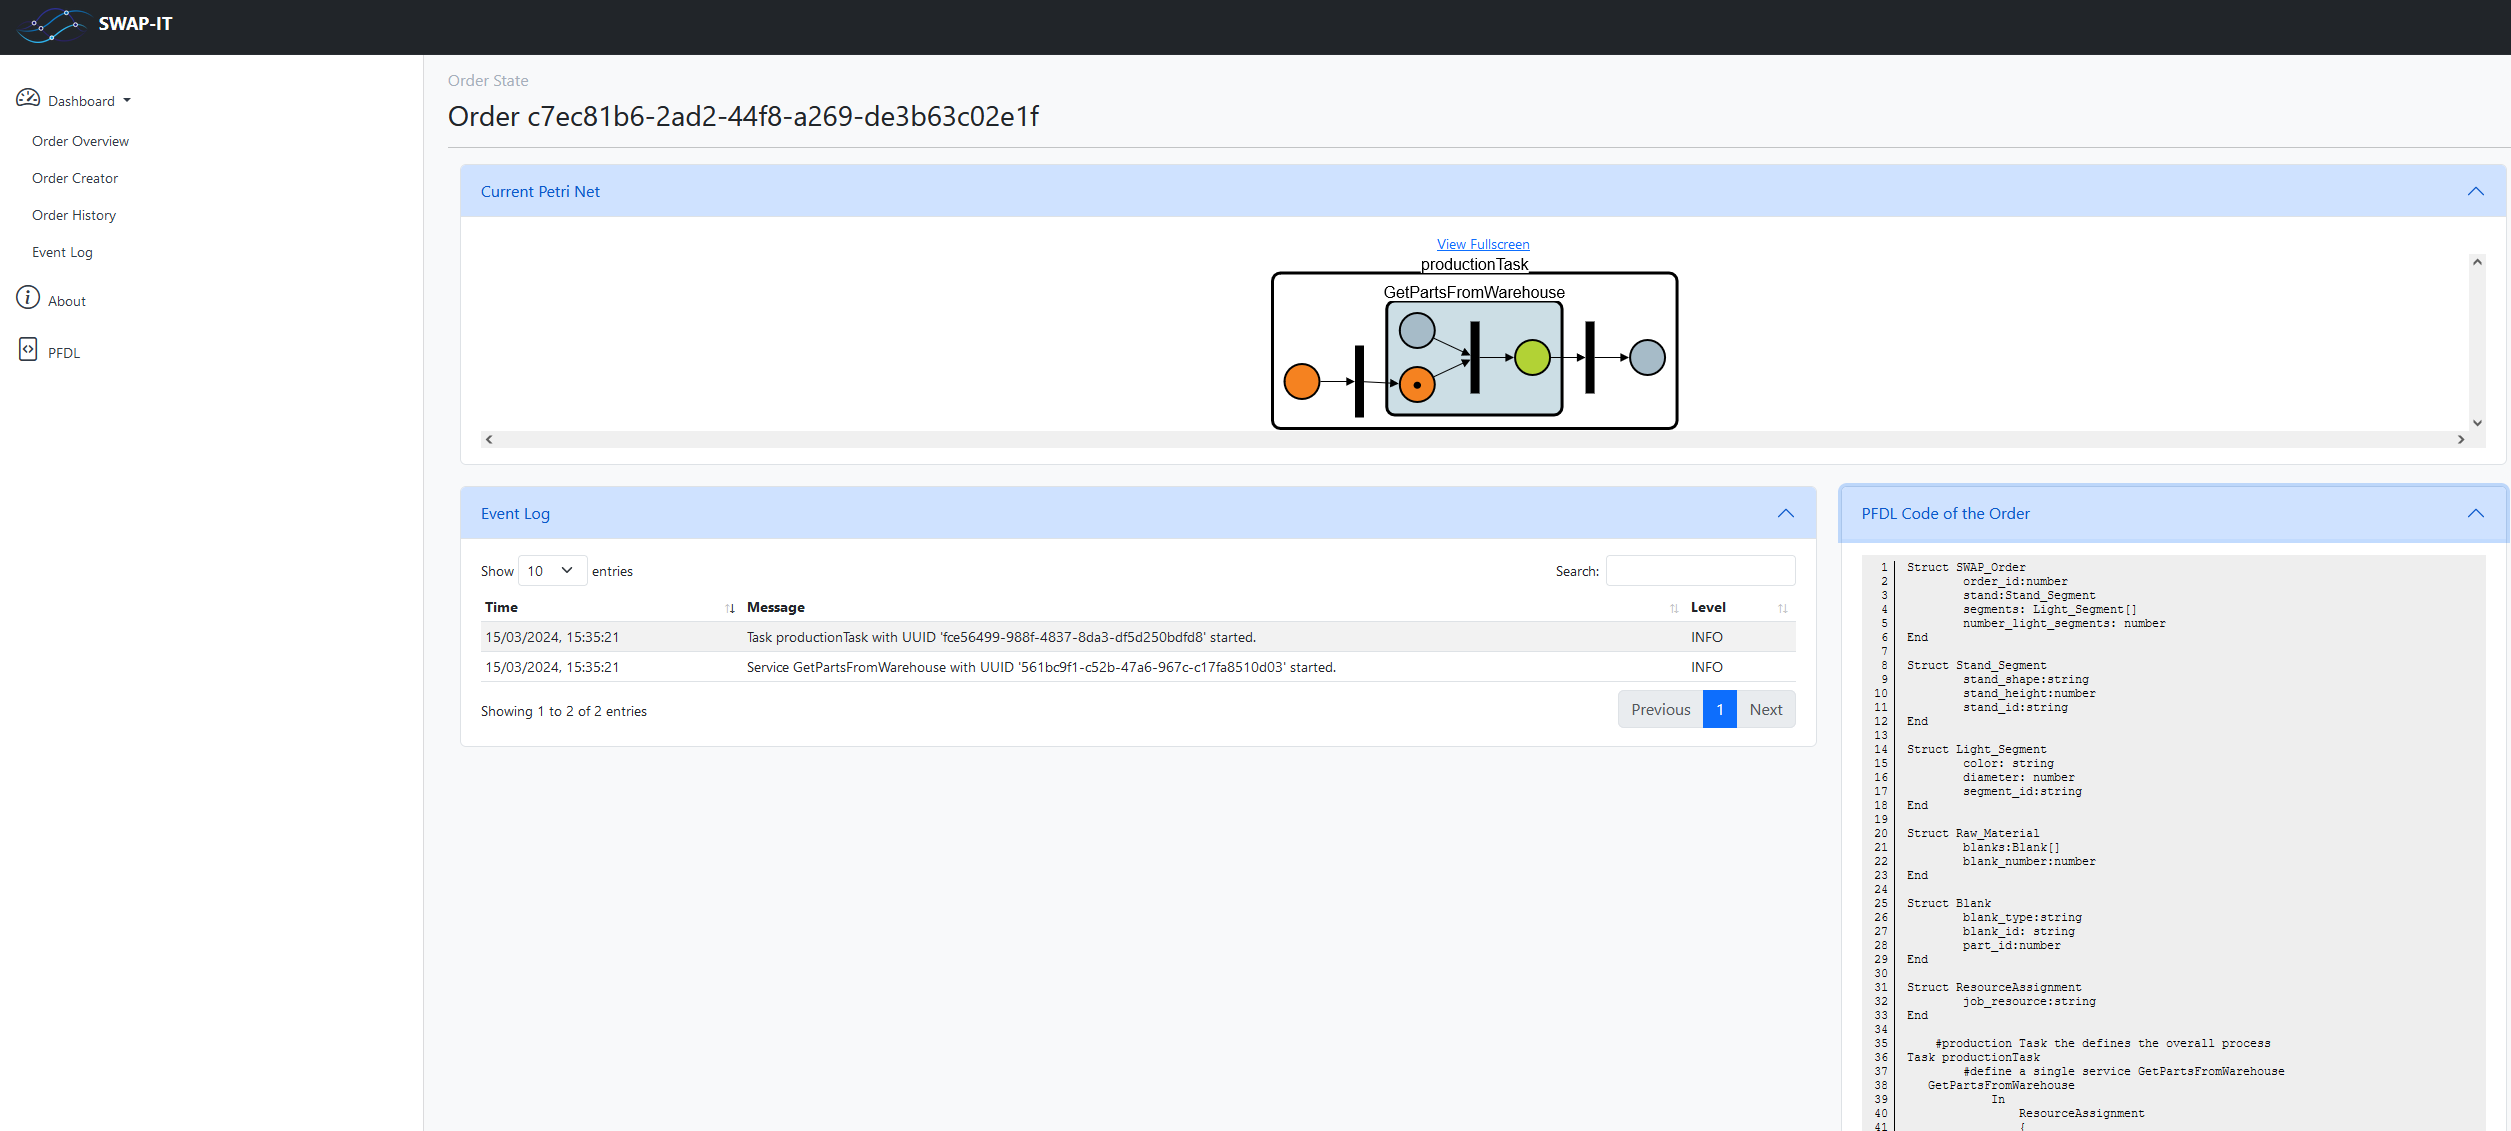 SWAP-IT
Dashboard
Order Overview
Order Creator
Order History
Event Log
About
PFDL
Order State
Order c7ec81b6-2ad2-44f8-a269-de3b63c02e1f
Current Petri Net
View Fullscreen
productionTask
GetPartsFromWarehouse
Event Log
Show 10 entries
Search:
Time Message Level
15/03/2024, 15:35:21 Task productionTask with UUID 'fce56499-988f-4837-8da3-df5d250bdfd8' started. INFO
15/03/2024, 15:35:21 Service GetPartsFromWarehouse with UUID '561bc9f1-c52b-47a6-967c-c17fa8510d03' started. INFO
Showing 1 to 2 of 2 entries
Previous 1 Next
PFDL Code of the Order
1 Struct SWAP_Order
2 order_id:number
3 stand:Stand_Segment
4 segments: Light_Segment[]
5 number_light_segments: number
6 End
7
8 Struct Stand_Segment
9 stand_shape:string
10 stand_height:number
11 stand_id:string
12 End
13
14 Struct Light_Segment
15 color: string
16 diameter: number
17 segment_id:string
18 End
19
20 Struct Raw_Material
21 blanks:Blank[]
22 blank_number:number
23 End
24
25 Struct Blank
26 blank_type:string
27 blank_id: string
28 part_id:number
29 End
30
31 Struct ResourceAssignment
32 job_resource:string
33 End
34
35 #production Task the defines the overall process
36 Task productionTask
37 #define a single service GetPartsFromWarehouse
38 GetPartsFromWarehouse
39 In
40 ResourceAssignment
41 {